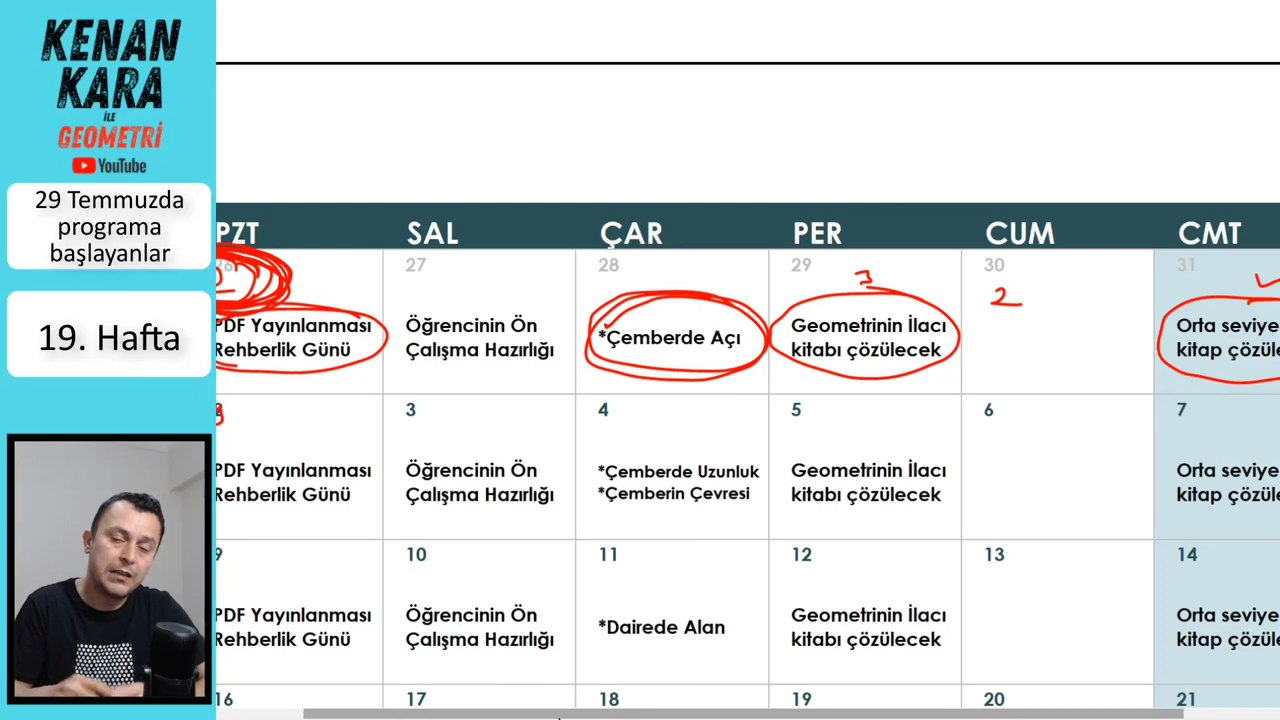 KENAN
KARA
İLE
GEOMETRİ
YouTube
29 Temmuzda
programa
başlayanlar
19. Hafta
PZT SAL ÇAR PER CUM CMT
26 27 28 29 30 31
3
2
PDF Yayınlanması
Rehberlik Günü
Öğrencinin Ön
Çalışma Hazırlığı
*Çemberde Açı
Geometrinin İlacı
kitabı çözülecek
Orta seviye
kitap çözüle
2 3 4 5 6 7
PDF Yayınlanması
Rehberlik Günü
Öğrencinin Ön
Çalışma Hazırlığı
*Çemberde Uzunluk
*Çemberin Çevresi
Geometrinin İlacı
kitabı çözülecek
Orta seviye
kitap çözüle
9 10 11 12 13 14
PDF Yayınlanması
Rehberlik Günü
Öğrencinin Ön
Çalışma Hazırlığı
*Dairede Alan
Geometrinin İlacı
kitabı çözülecek
Orta seviye
kitap çözüle
16 17 18 19 20 21